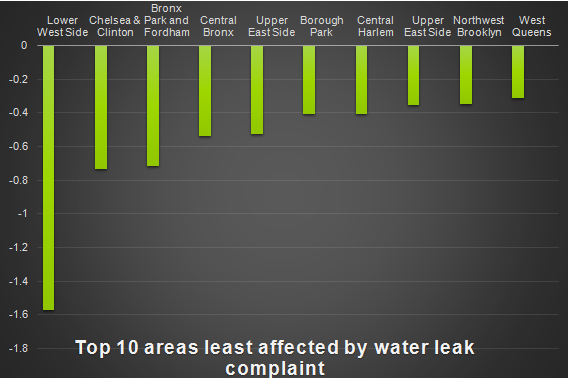 Bronx
Lower Chelsea & Park and Central Upper Borough Central Upper Northwest West
West Side Clinton Fordham Bronx East Side Park Harlem East Side Brooklyn Queens
0
-0.2
-0.4
-0.6
-0.8
-1
-1.2
-1.4
-1.6
-1.8
Top 10 areas least affected by water leak
complaint